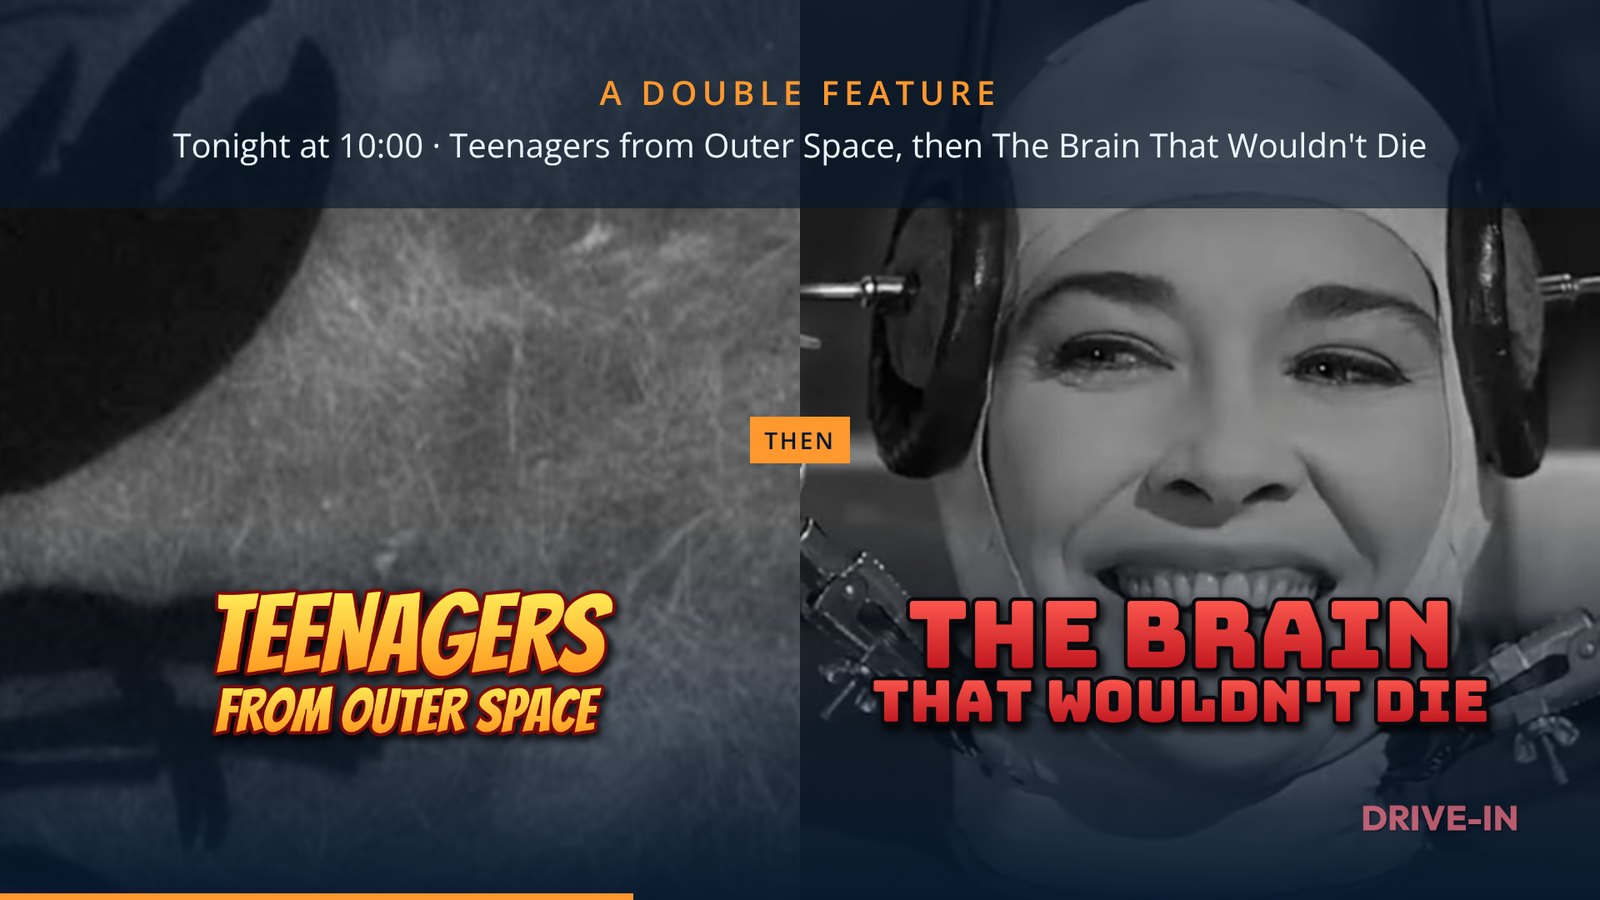 A DOUBLE FEATURE
Tonight at 10:00 · Teenagers from Outer Space, then The Brain That Wouldn't Die
THEN
TEENAGERS
FROM OUTER SPACE
THE BRAIN
THAT WOULDN'T DIE
DRIVE-IN